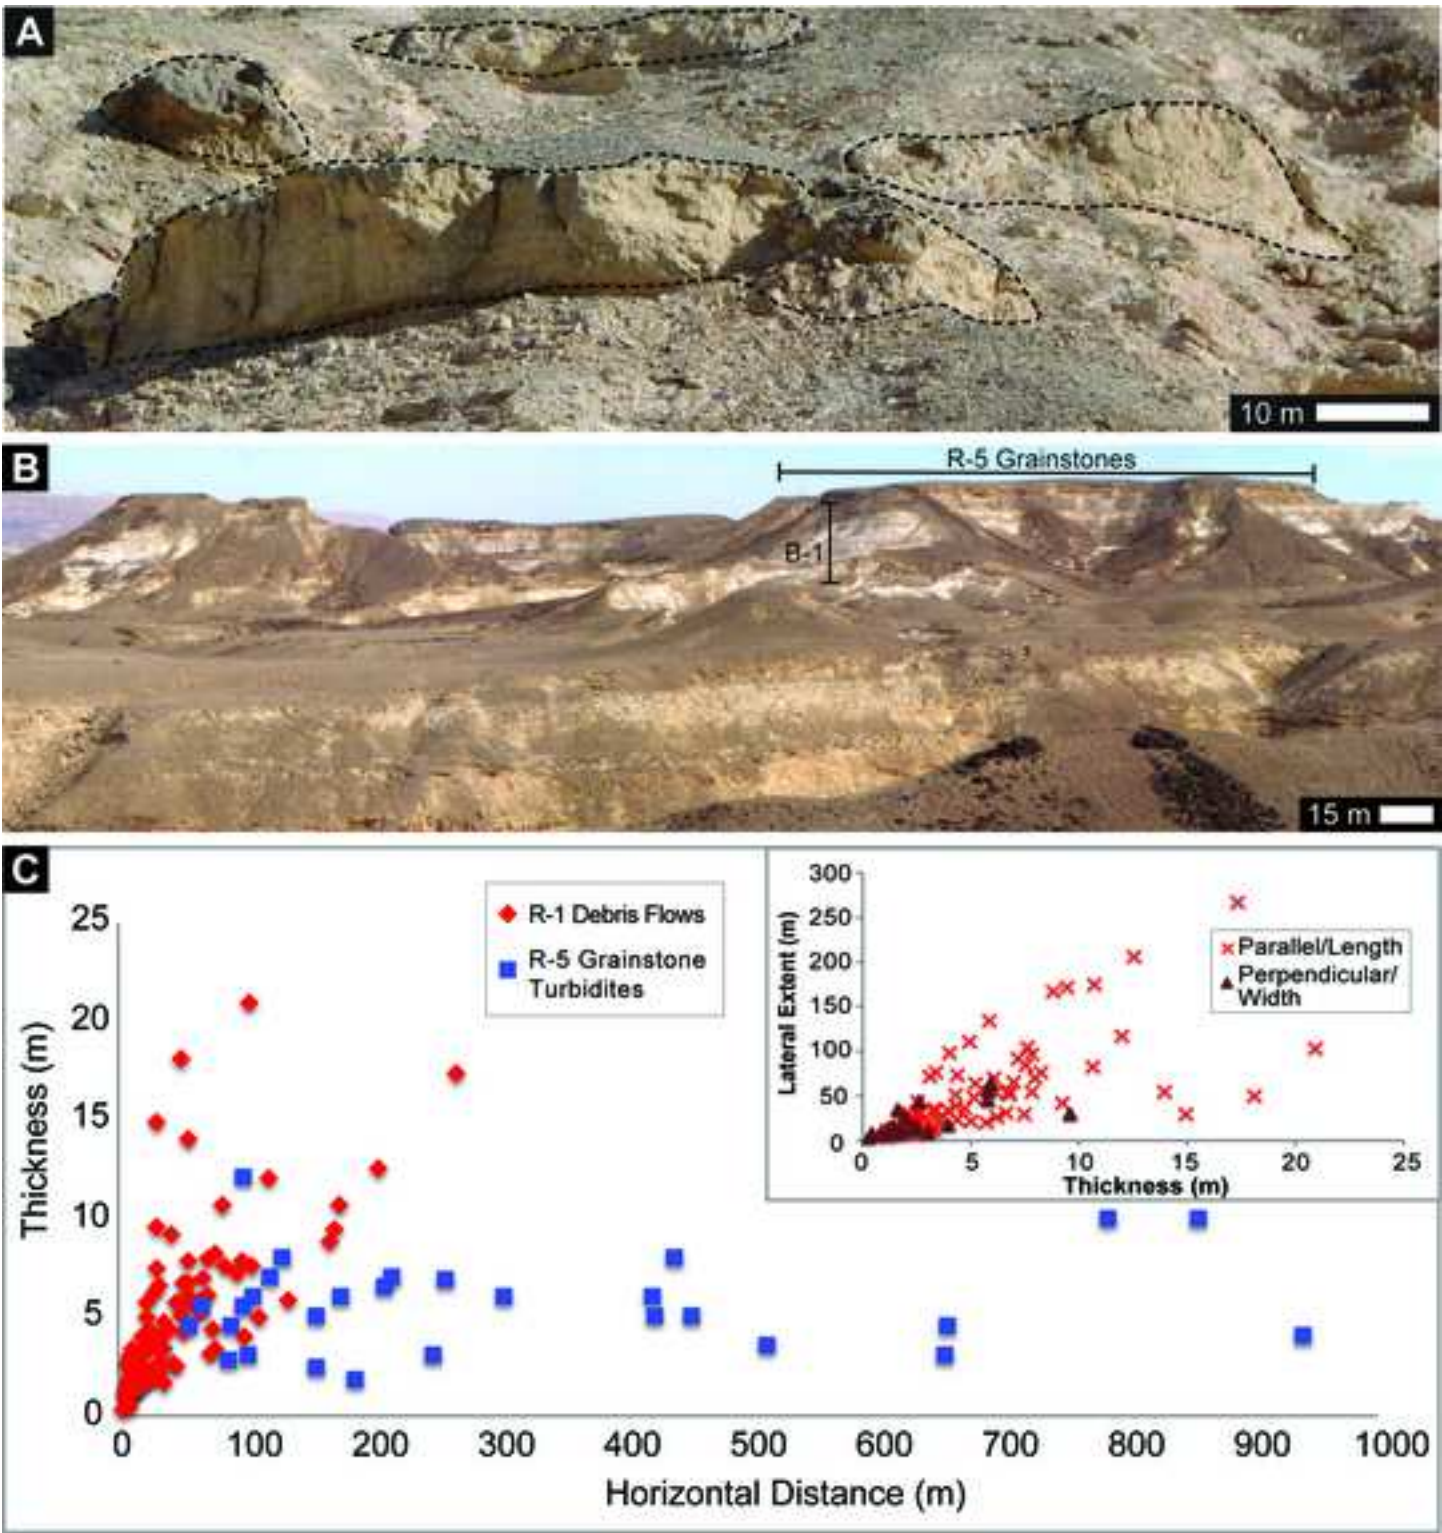 A
10 m
B
R-5 Grainstones
B-1
15 m
C
R-1 Debris Flows
R-5 Grainstone
Turbidites
25
20
15
10
5
0
Thickness (m)
0 100 200 300 400 500 600 700 800 900 1000
Horizontal Distance (m)
300
250
200
150
100
50
0
Lateral Extent (m)
Parallel/Length
Perpendicular/
Width
0 5 10 15 20 25
Thickness (m)